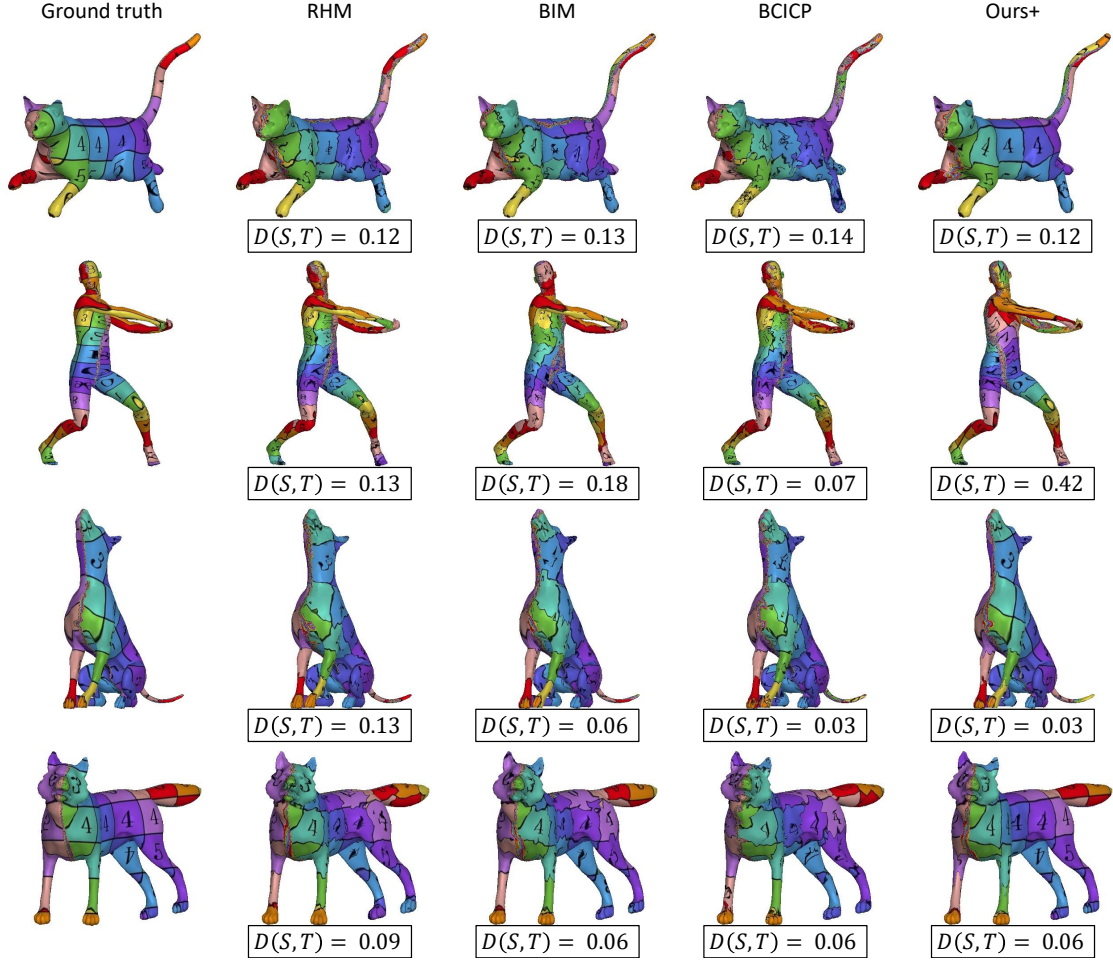 Ground truth RHM BIM BCICP Ours+
D(S,T) = 0.12 D(S,T) = 0.13 D(S,T) = 0.14 D(S,T) = 0.12
D(S,T) = 0.13 D(S,T) = 0.18 D(S,T) = 0.07 D(S,T) = 0.42
D(S,T) = 0.13 D(S,T) = 0.06 D(S,T) = 0.03 D(S,T) = 0.03
D(S,T) = 0.09 D(S,T) = 0.06 D(S,T) = 0.06 D(S,T) = 0.06